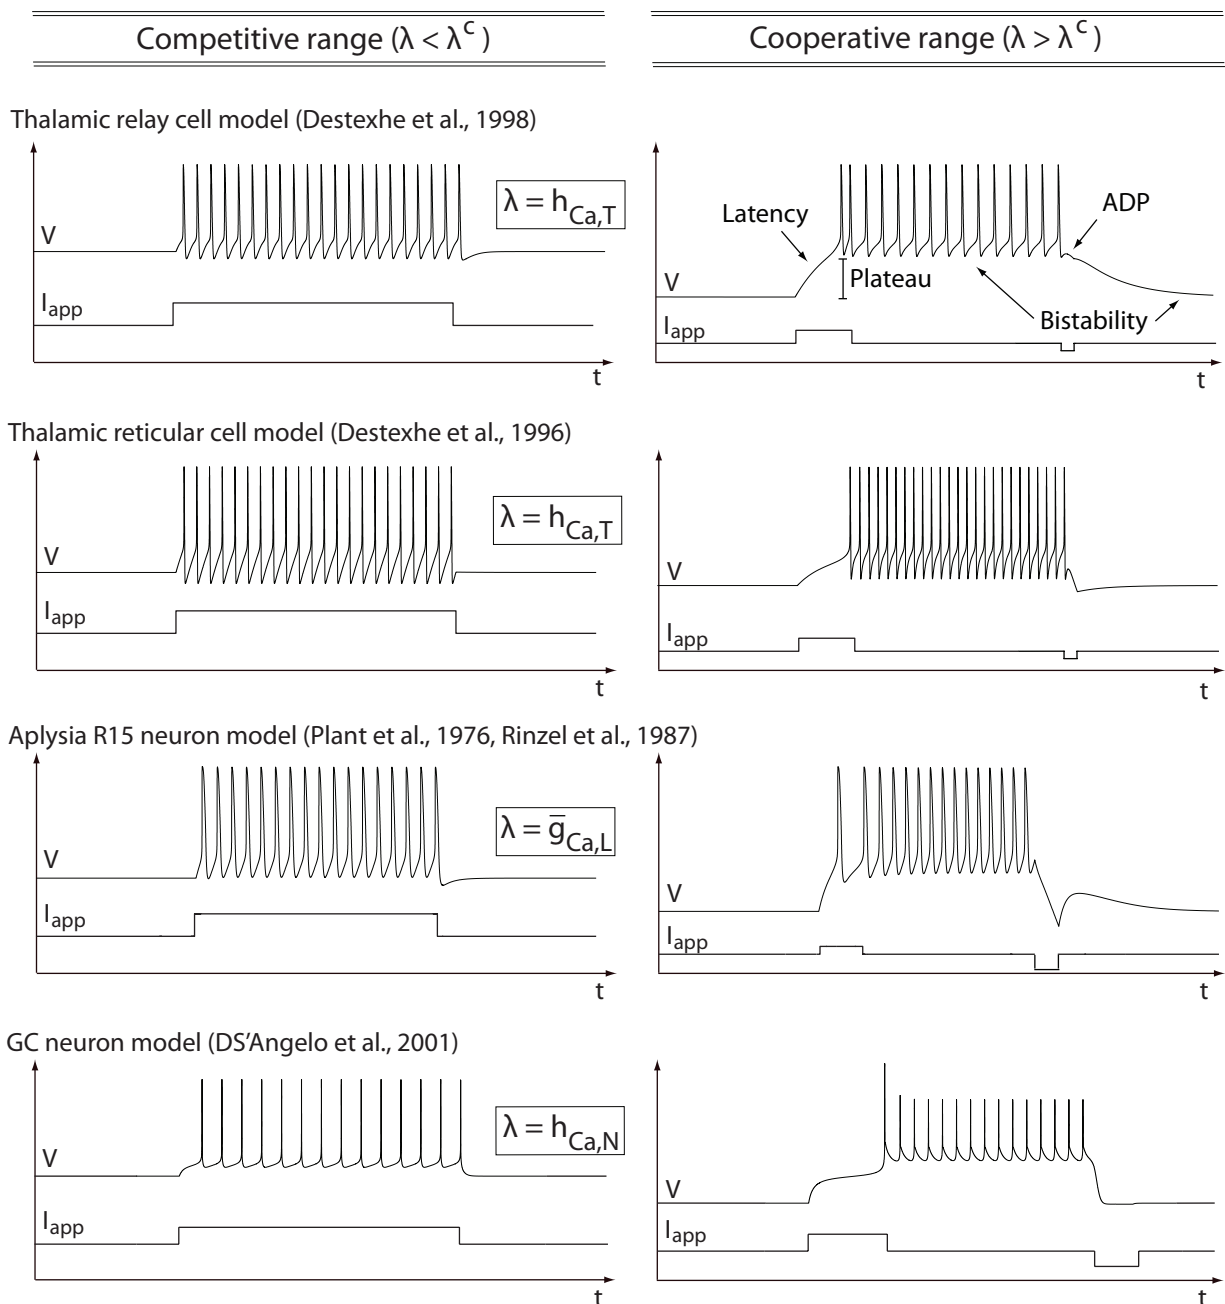 Competitive range (λ < λ^c)
Cooperative range (λ > λ^c)
Thalamic relay cell model (Destexhe et al., 1998)
V
I_app
t
λ = h_Ca,T
Latency
ADP
Plateau
V
Bistability
I_app
t
Thalamic reticular cell model (Destexhe et al., 1996)
V
I_app
t
λ = h_Ca,T
V
I_app
t
Aplysia R15 neuron model (Plant et al., 1976, Rinzel et al., 1987)
V
I_app
t
λ = g̅_Ca,L
V
I_app
t
GC neuron model (DS'Angelo et al., 2001)
V
I_app
t
λ = h_Ca,N
V
I_app
t